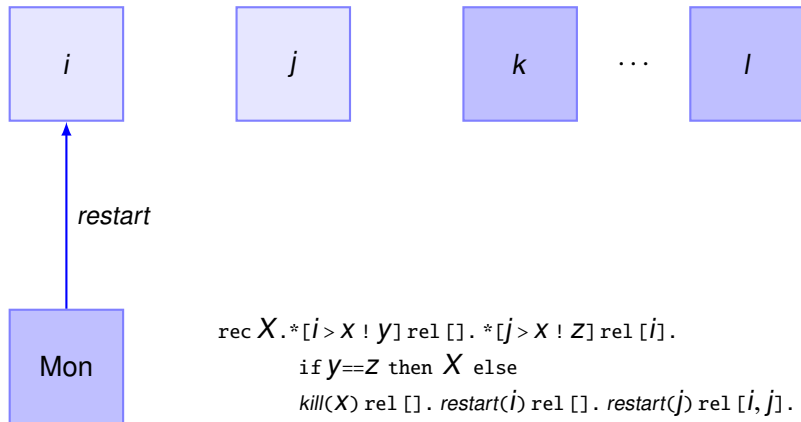 i j k ··· l
restart
Mon
rec X.*[i > x ! y] rel []. *[j > x ! z] rel [i].
if y==z then X else
kill(x) rel []. restart(i) rel []. restart(j) rel [i, j].